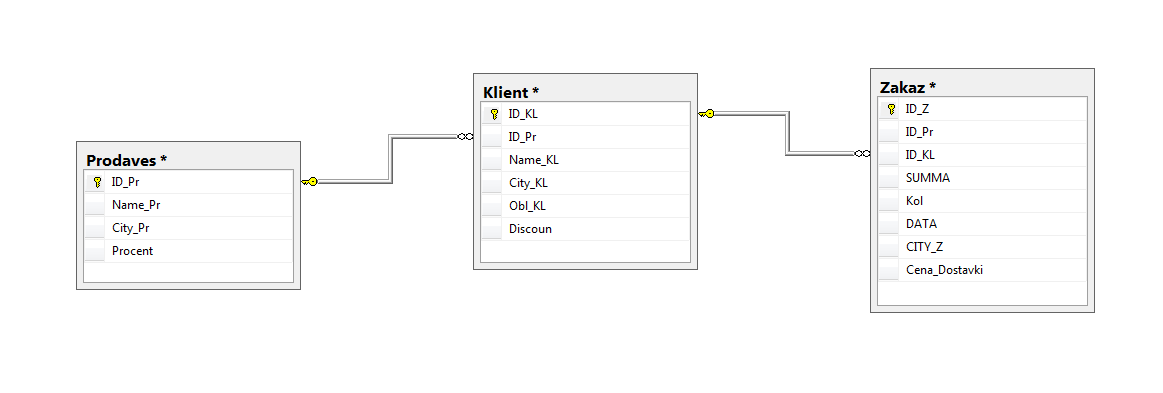 Prodaves *
ID_Pr
Name_Pr
City_Pr
Procent
Klient *
ID_KL
ID_Pr
Name_KL
City_KL
Obl_KL
Discoun
Zakaz *
ID_Z
ID_Pr
ID_KL
SUMMA
Kol
DATA
CITY_Z
Cena_Dostavki